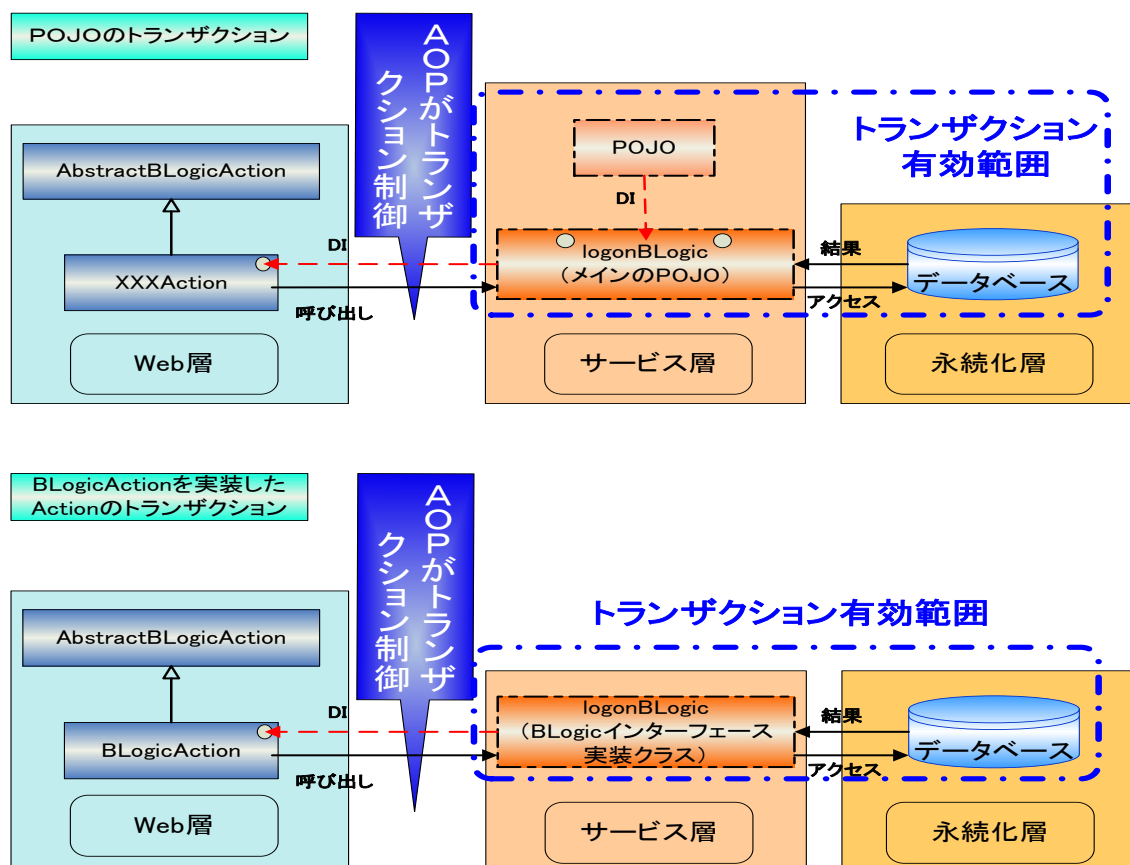 POJOのトランザクション
AOPがトランザ
クション制御
トランザクション
有効範囲
AbstractBLogicAction
POJO
DI
DI
logonBLogic
（メインのPOJO）
結果
XXXAction
データベース
呼び出し
アクセス
Web層
サービス層
永続化層
BLogicActionを実装した
Actionのトランザクション
AOPがトランザ
クション制御
トランザクション有効範囲
AbstractBLogicAction
DI
logonBLogic
（BLogicインターフェース
実装クラス）
結果
BLogicAction
データベース
呼び出し
アクセス
Web層
サービス層
永続化層